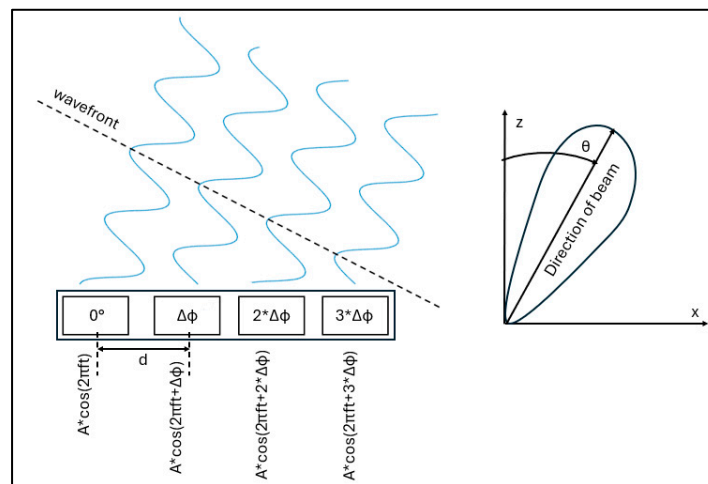 wavefront
0°
Δϕ
2*Δϕ
3*Δϕ
d
A*cos(2πft)
A*cos(2πft+Δϕ)
A*cos(2πft+2*Δϕ)
A*cos(2πft+3*Δϕ)
z
θ
Direction of beam
x